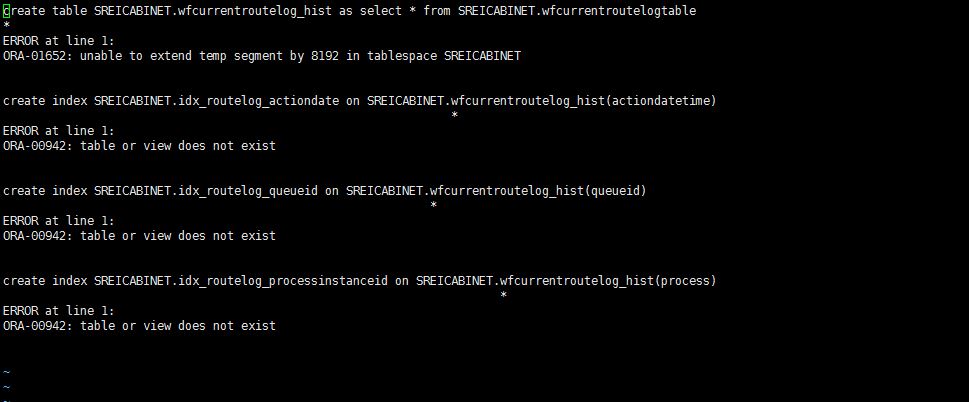 create table SREICABINET.wfcurrentroutelog_hist as select * from SREICABINET.wfcurrentroutelogtable
*
ERROR at line 1:
ORA-01652: unable to extend temp segment by 8192 in tablespace SREICABINET
create index SREICABINET.idx_routelog_actiondate on SREICABINET.wfcurrentroutelog_hist(actiondatetime)
*
ERROR at line 1:
ORA-00942: table or view does not exist
create index SREICABINET.idx_routelog_queueid on SREICABINET.wfcurrentroutelog_hist(queueid)
*
ERROR at line 1:
ORA-00942: table or view does not exist
create index SREICABINET.idx_routelog_processinstanceid on SREICABINET.wfcurrentroutelog_hist(process)
*
ERROR at line 1:
ORA-00942: table or view does not exist
~
~
~